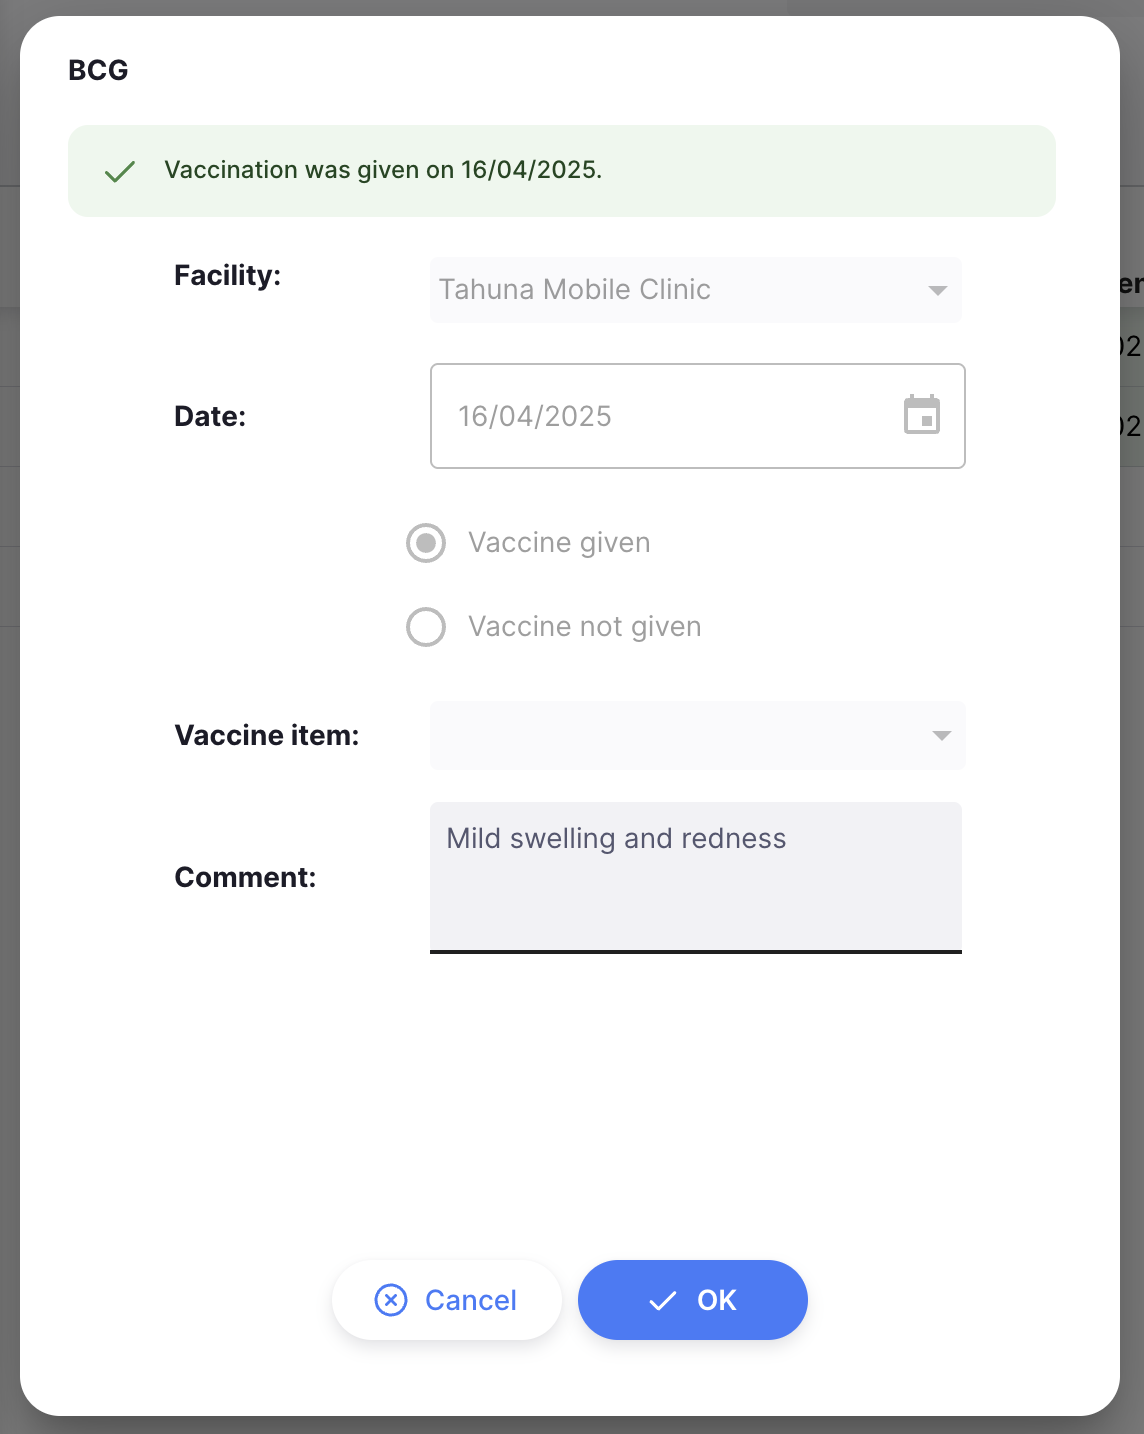 BCG
Vaccination was given on 16/04/2025.
Facility:
Tahuna Mobile Clinic
Date:
16/04/2025
Vaccine given
Vaccine not given
Vaccine item:
Comment:
Mild swelling and redness
Cancel
OK